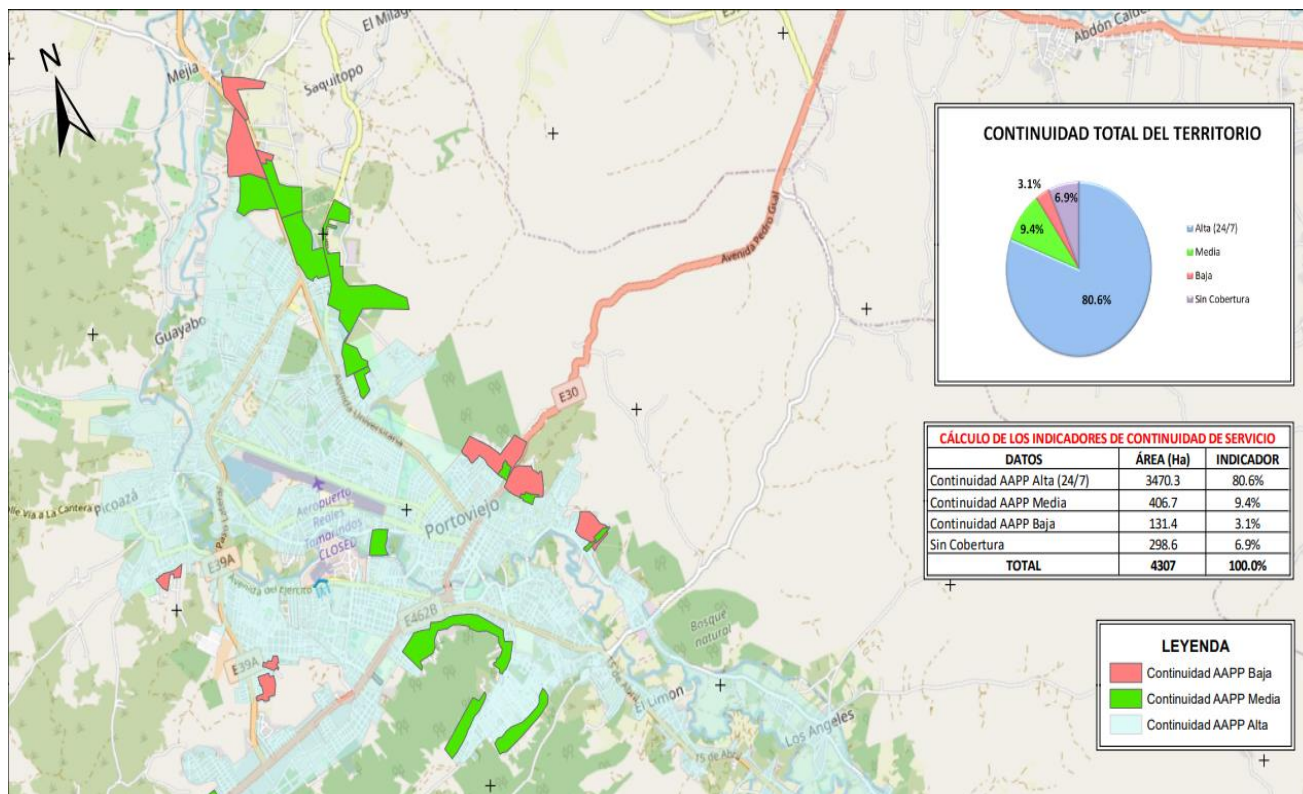 N
El Milag
Mejía
Saquitopo
Abdón Calde
Avenida Pedro Gual
Guayabo
E30
Avenida Universitaria
Picoazá
Aeropuerto
Reales
Tamarindos
CLOSED
Portoviejo
E39A
Avenida del Ejército
E462B
E39A
Bosque
natural
El Limon
Los Angeles
15 de Abr
CONTINUIDAD TOTAL DEL TERRITORIO
3.1%
6.9%
9.4%
80.6%
Alta (24/7)
Media
Baja
Sin Cobertura
CÁLCULO DE LOS INDICADORES DE CONTINUIDAD DE SERVICIO
DATOS ÁREA (Ha) INDICADOR
Continuidad AAPP Alta (24/7) 3470.3 80.6%
Continuidad AAPP Media 406.7 9.4%
Continuidad AAPP Baja 131.4 3.1%
Sin Cobertura 298.6 6.9%
TOTAL 4307 100.0%
LEYENDA
Continuidad AAPP Baja
Continuidad AAPP Media
Continuidad AAPP Alta